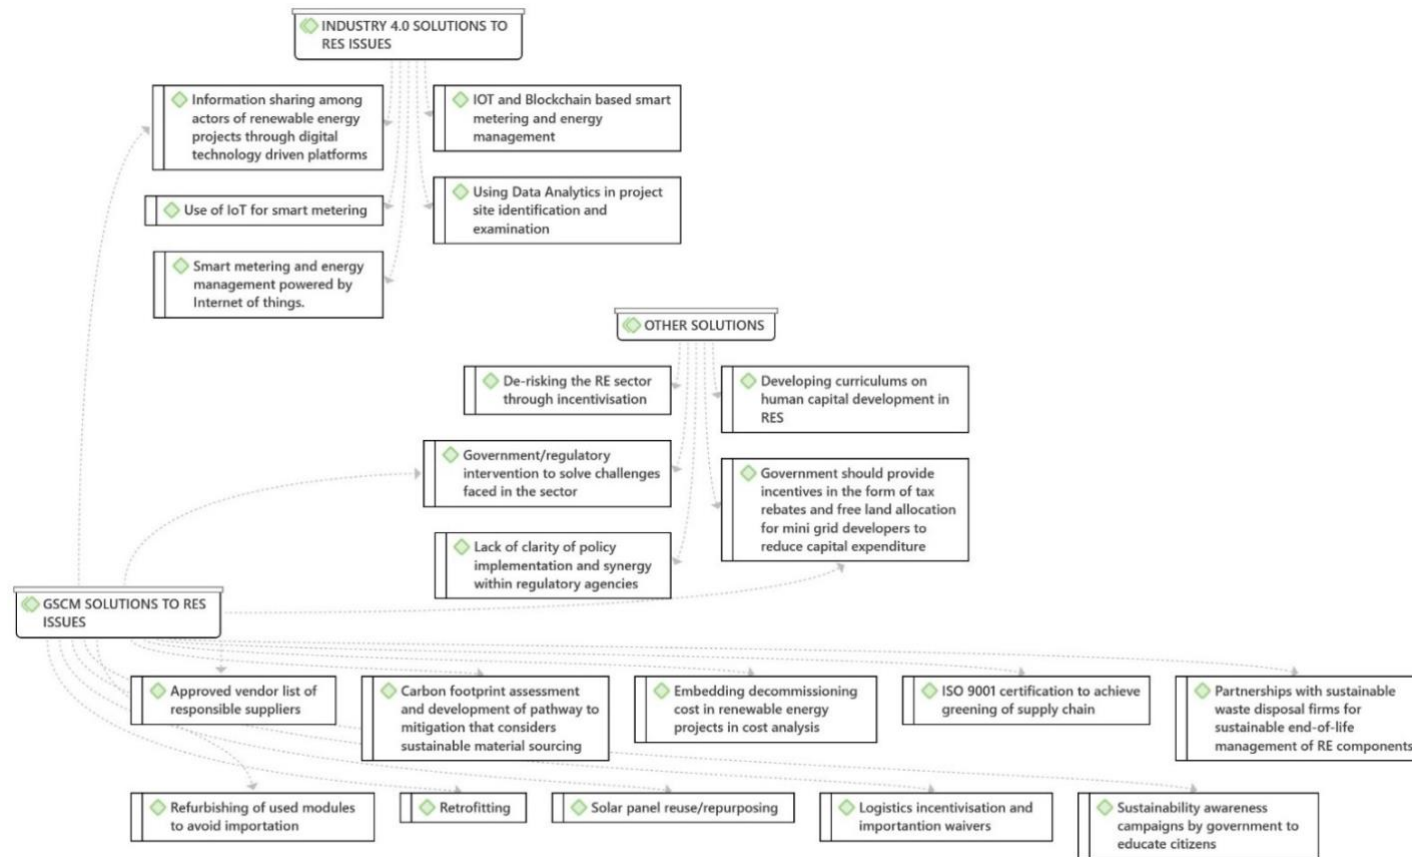 INDUSTRY 4.0 SOLUTIONS TO
RES ISSUES
Information sharing among
actors of renewable energy
projects through digital
technology driven platforms
IOT and Blockchain based smart
metering and energy
management
Use of IoT for smart metering
Using Data Analytics in project
site identification and
examination
Smart metering and energy
management powered by
Internet of things.
OTHER SOLUTIONS
De-risking the RE sector
through incentivisation
Developing curriculums on
human capital development in
RES
Government/regulatory
intervention to solve challenges
faced in the sector
Government should provide
incentives in the form of tax
rebates and free land allocation
for mini grid developers to
reduce capital expenditure
Lack of clarity of policy
implementation and synergy
within regulatory agencies
GSCM SOLUTIONS TO RES
ISSUES
Approved vendor list of
responsible suppliers
Carbon footprint assessment
and development of pathway to
mitigation that considers
sustainable material sourcing
Embedding decommissioning
cost in renewable energy
projects in cost analysis
ISO 9001 certification to achieve
greening of supply chain
Partnerships with sustainable
waste disposal firms for
sustainable end-of-life
management of RE components
Refurbishing of used modules
to avoid importation
Retrofitting
Solar panel reuse/repurposing
Logistics incentivisation and
importantion waivers
Sustainability awareness
campaigns by government to
educate citizens